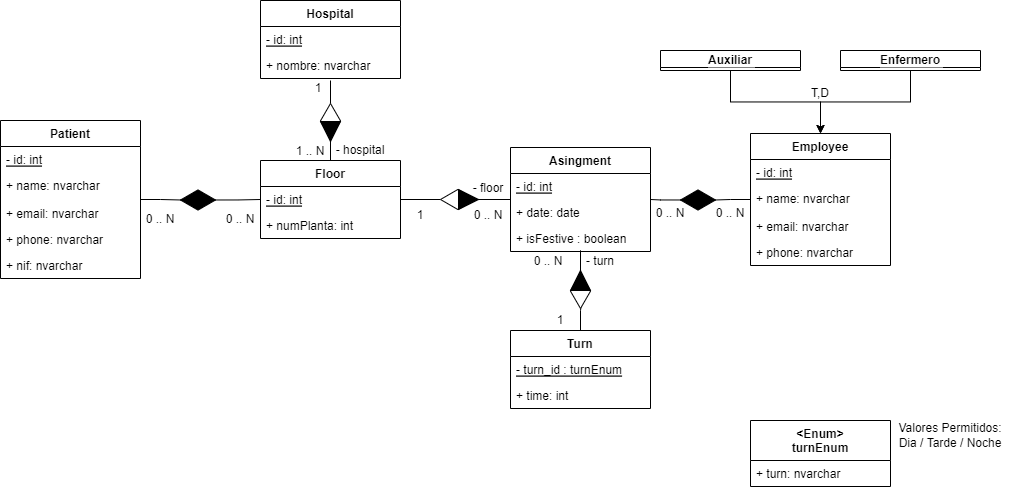 Hospital
- id: int
+ nombre: nvarchar
1
1 .. N
- hospital
Patient
- id: int
+ name: nvarchar
+ email: nvarchar
+ phone: nvarchar
+ nif: nvarchar
0 .. N
0 .. N
Floor
- id: int
+ numPlanta: int
1
- floor
0 .. N
Asingment
- id: int
+ date: date
+ isFestive : boolean
0 .. N
0 .. N
Auxiliar
Enfermero
T,D
Employee
- id: int
+ name: nvarchar
+ email: nvarchar
+ phone: nvarchar
0 .. N
- turn
1
Turn
- turn_id : turnEnum
+ time: int
<Enum>
turnEnum
+ turn: nvarchar
Valores Permitidos:
Dia / Tarde / Noche